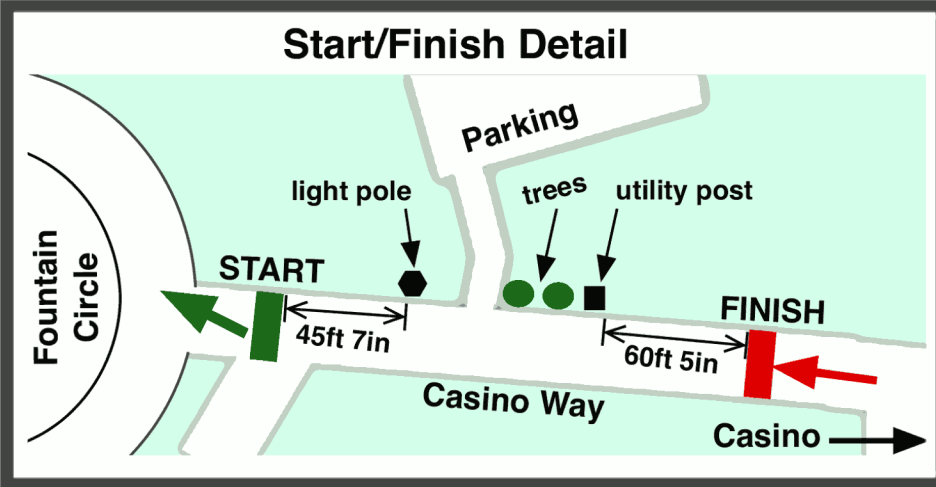 Start/Finish Detail
Parking
light pole
trees
utility post
Fountain
Circle
START
FINISH
45ft 7in
60ft 5in
Casino Way
Casino